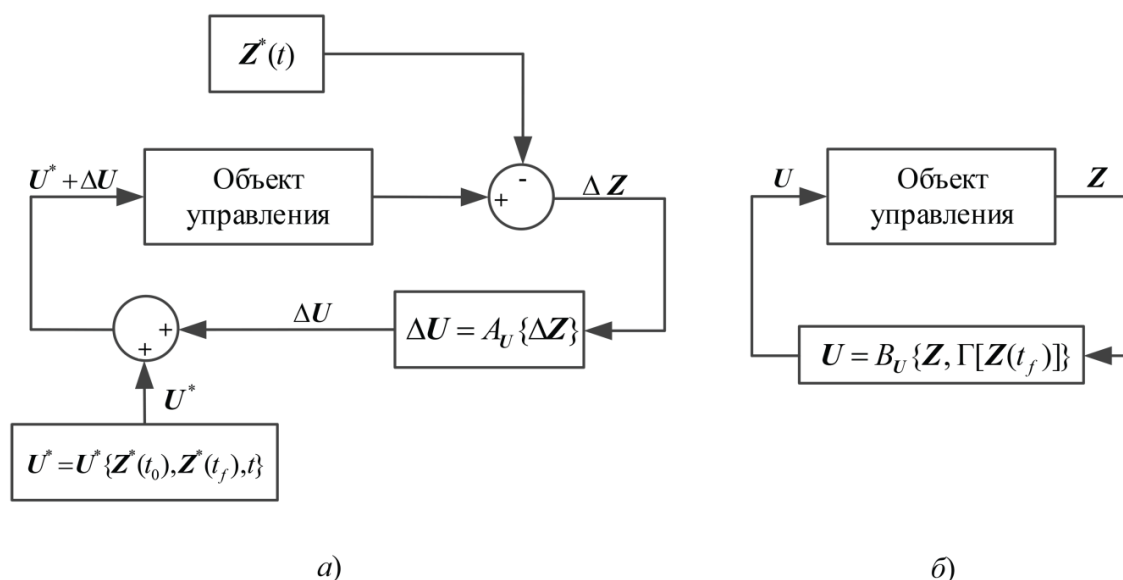 Z*(t)
U* + ΔU
Объект
управления
-
+
ΔZ
ΔU
ΔU = A_U{ΔZ}
+
+
U*
U* = U*{Z*(t_0), Z*(t_f), t}
а)
U
Объект
управления
Z
U = B_U{Z, Γ[Z(t_f)]}
б)